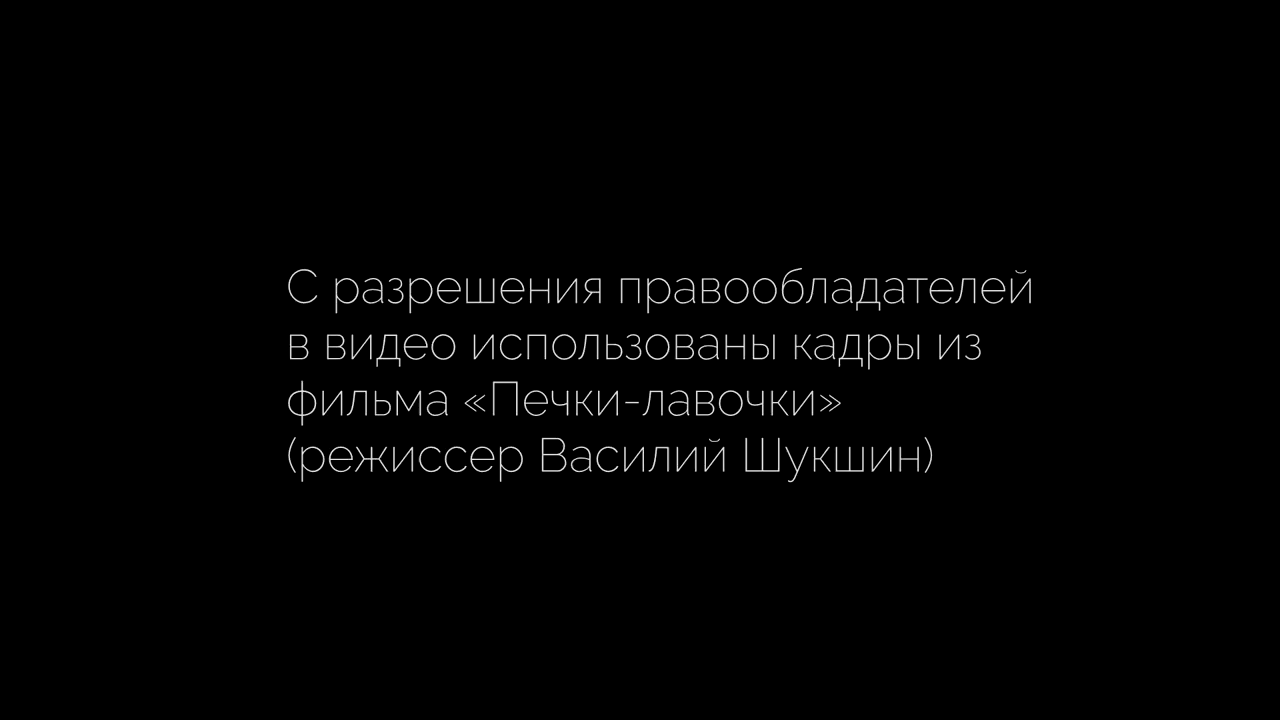 С разрешения правообладателей
в видео использованы кадры из
фильма «Печки-лавочки»
(режиссер Василий Шукшин)